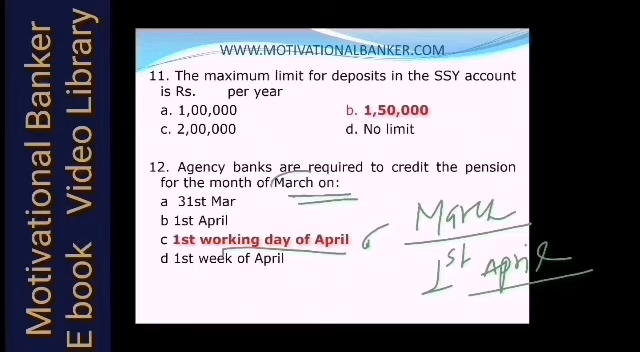 Motivational Banker
E book Video Library
WWW.MOTIVATIONALBANKER.COM
11. The maximum limit for deposits in the SSY account
is Rs. per year
a. 1,00,000 b. 1,50,000
c. 2,00,000 d. No limit
12. Agency banks are required to credit the pension
for the month of March on:
a 31st Mar
b 1st April
c 1st working day of April
d 1st week of April
March
1st April